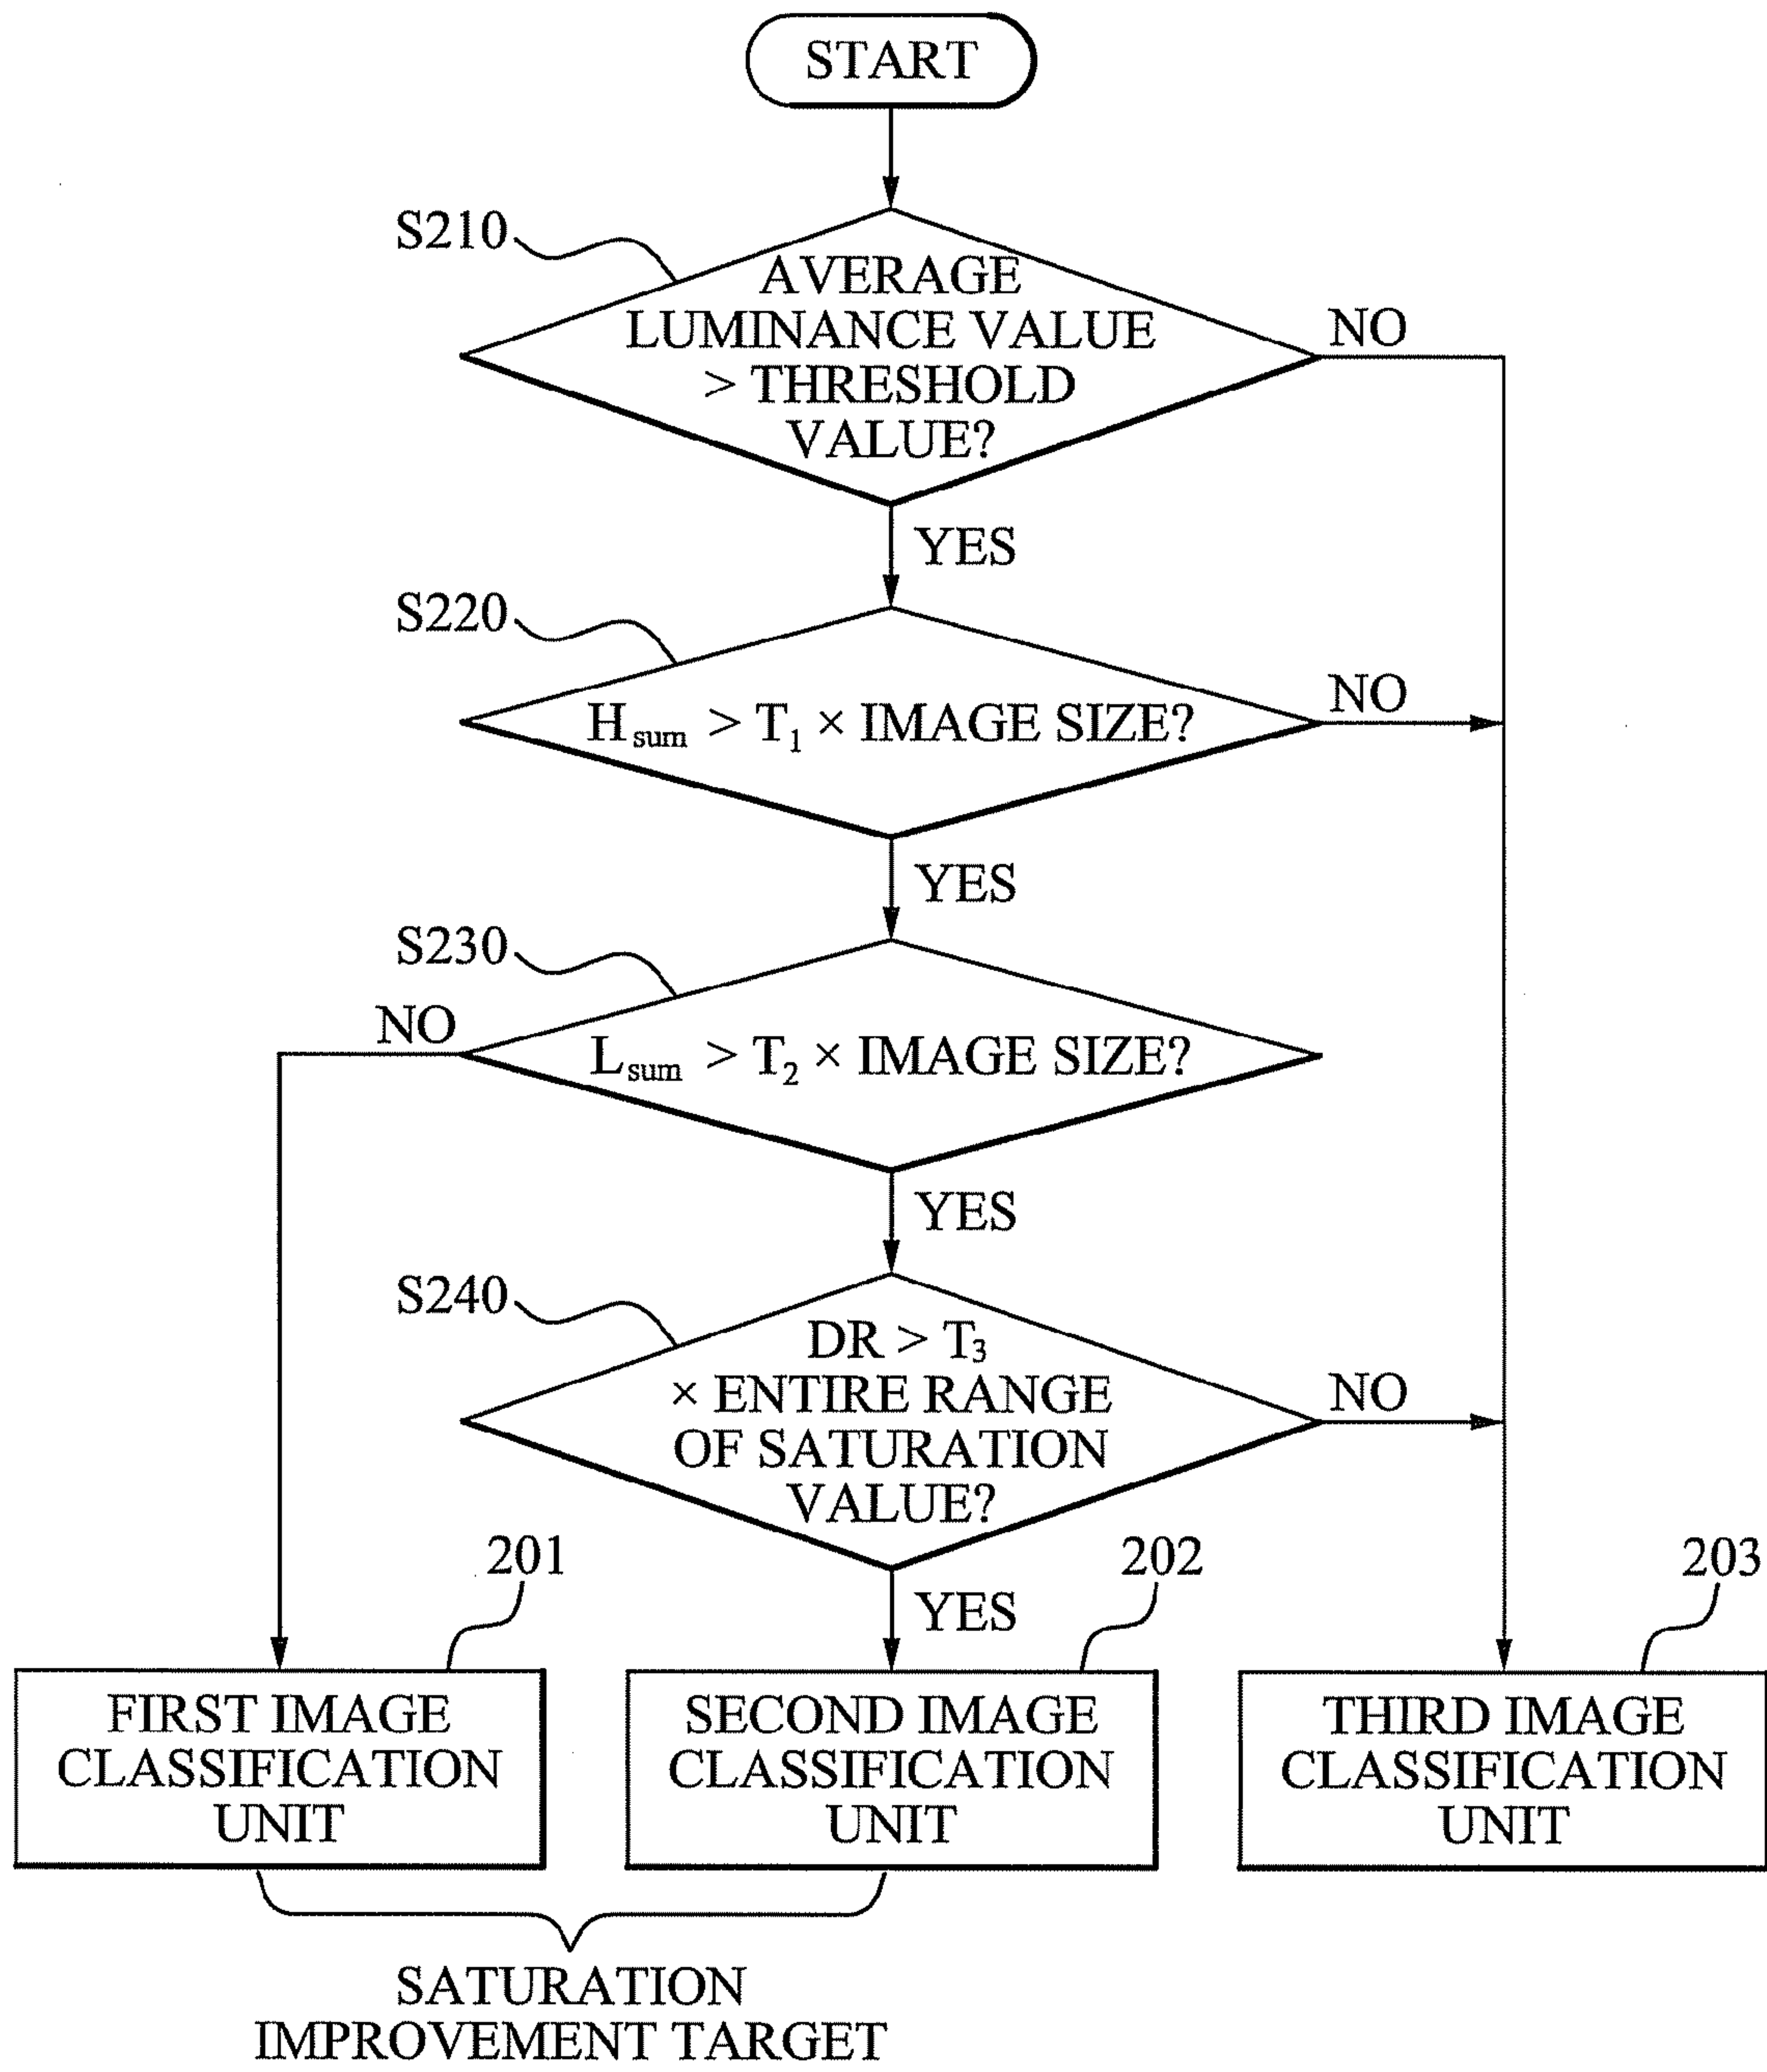 START
S210
AVERAGE
LUMINANCE VALUE
> THRESHOLD
VALUE?
NO
YES
S220
H sum > T1 × IMAGE SIZE?
NO
YES
S230
NO
L sum > T2 × IMAGE SIZE?
YES
S240
DR > T3
× ENTIRE RANGE
OF SATURATION
VALUE?
NO
YES
201
202
203
FIRST IMAGE
CLASSIFICATION
UNIT
SECOND IMAGE
CLASSIFICATION
UNIT
THIRD IMAGE
CLASSIFICATION
UNIT
SATURATION
IMPROVEMENT TARGET